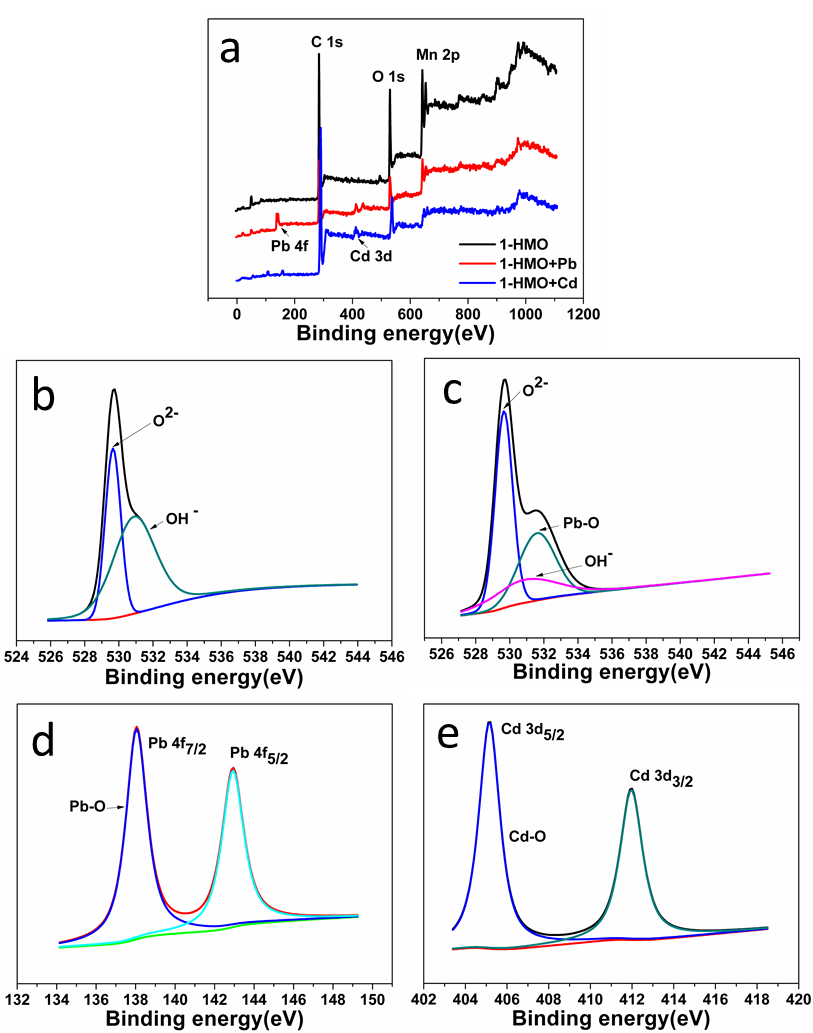 a
C 1s
O 1s
Mn 2p
Pb 4f
Cd 3d
1-HMO
1-HMO+Pb
1-HMO+Cd
0 200 400 600 800 1000 1200
Binding energy(eV)
b
O2-
OH -
524 526 528 530 532 534 536 538 540 542 544 546
Binding energy(eV)
c
O2-
Pb-O
OH-
526 528 530 532 534 536 538 540 542 544 546
Binding energy(eV)
d
Pb 4f7/2
Pb 4f5/2
Pb-O
132 134 136 138 140 142 144 146 148 150
Binding energy(eV)
e
Cd 3d5/2
Cd 3d3/2
Cd-O
402 404 406 408 410 412 414 416 418 420
Binding energy(eV)